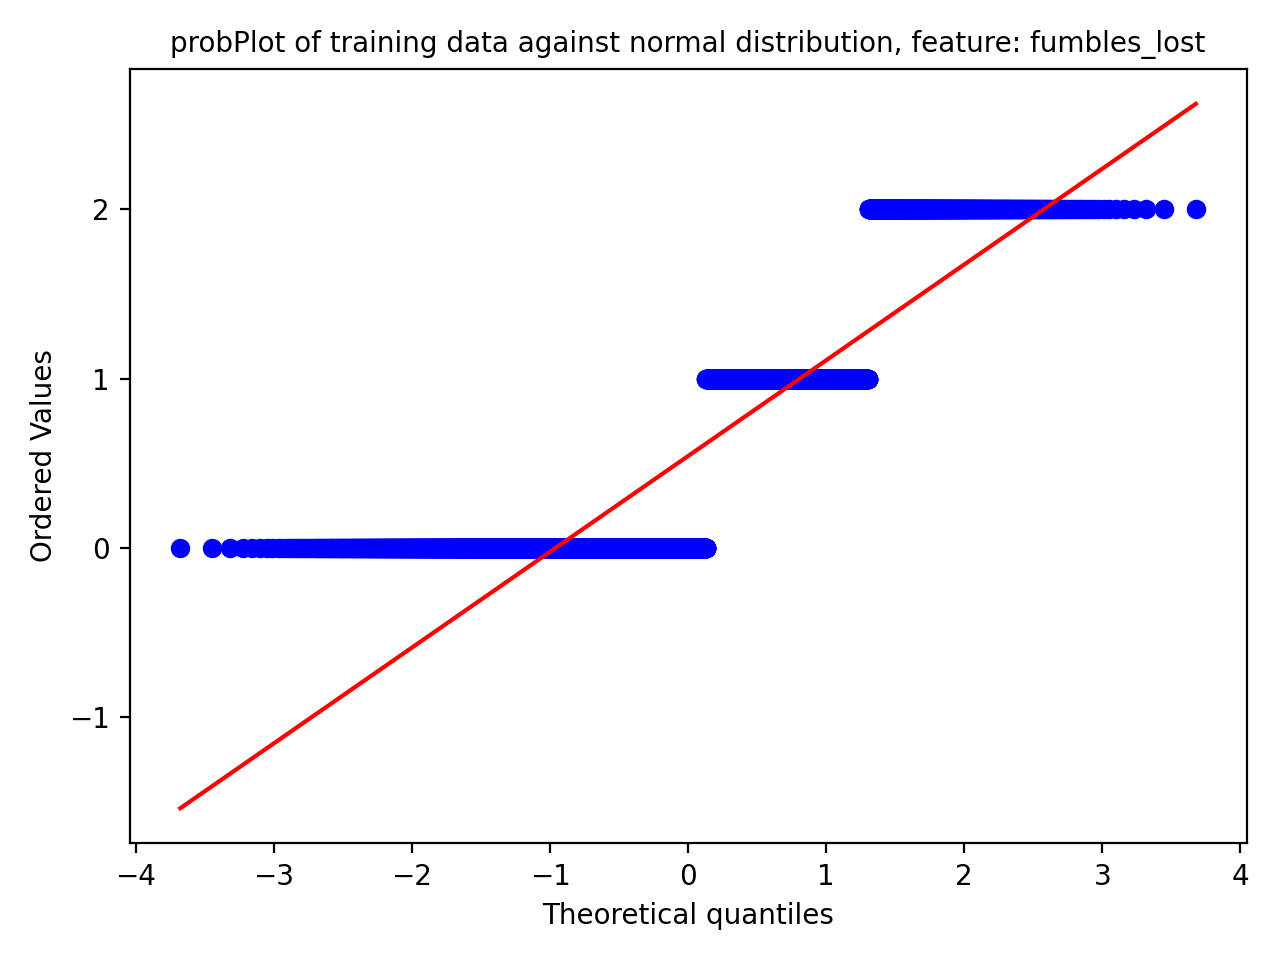 probPlot of training data against normal distribution, feature: fumbles_lost
2
1
0
−1
Ordered Values
−4 −3 −2 −1 0 1 2 3 4
Theoretical quantiles